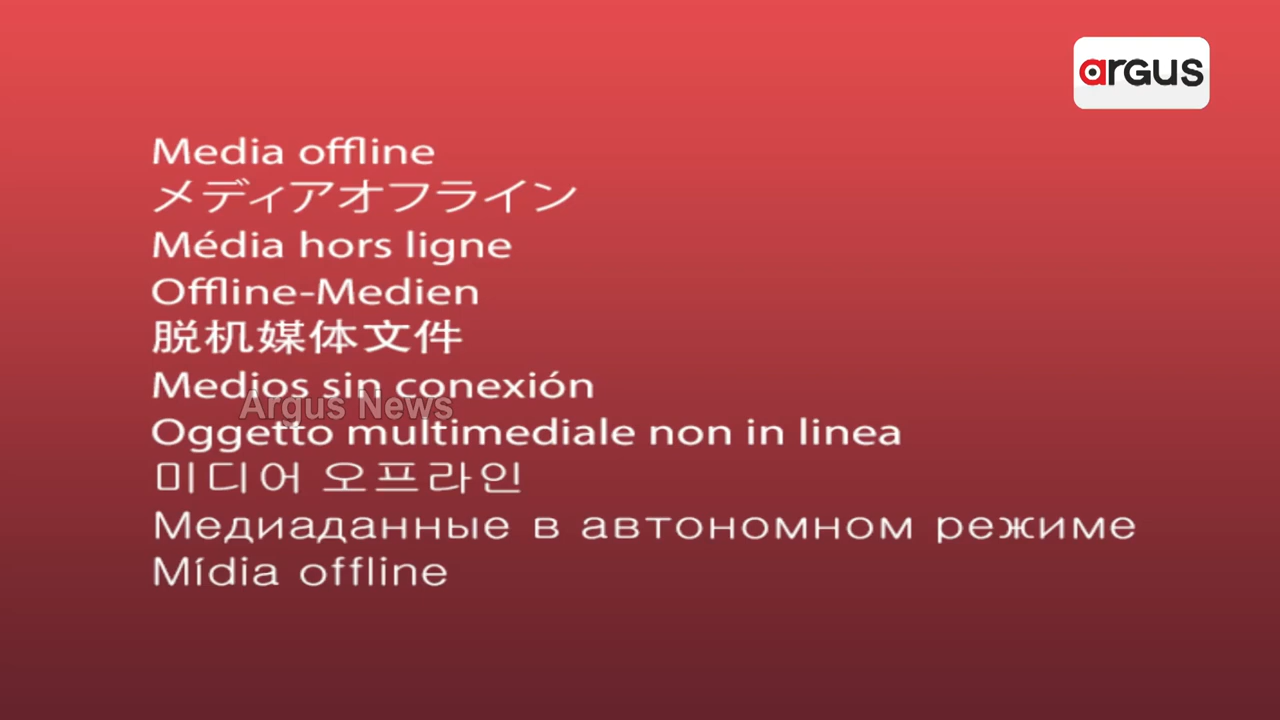 argus
Media offline
メディアオフライン
Média hors ligne
Offline-Medien
脱机媒体文件
Medios sin conexión
Argus News
Oggetto multimediale non in linea
미디어 오프라인
Медиаданные в автономном режиме
Mídia offline